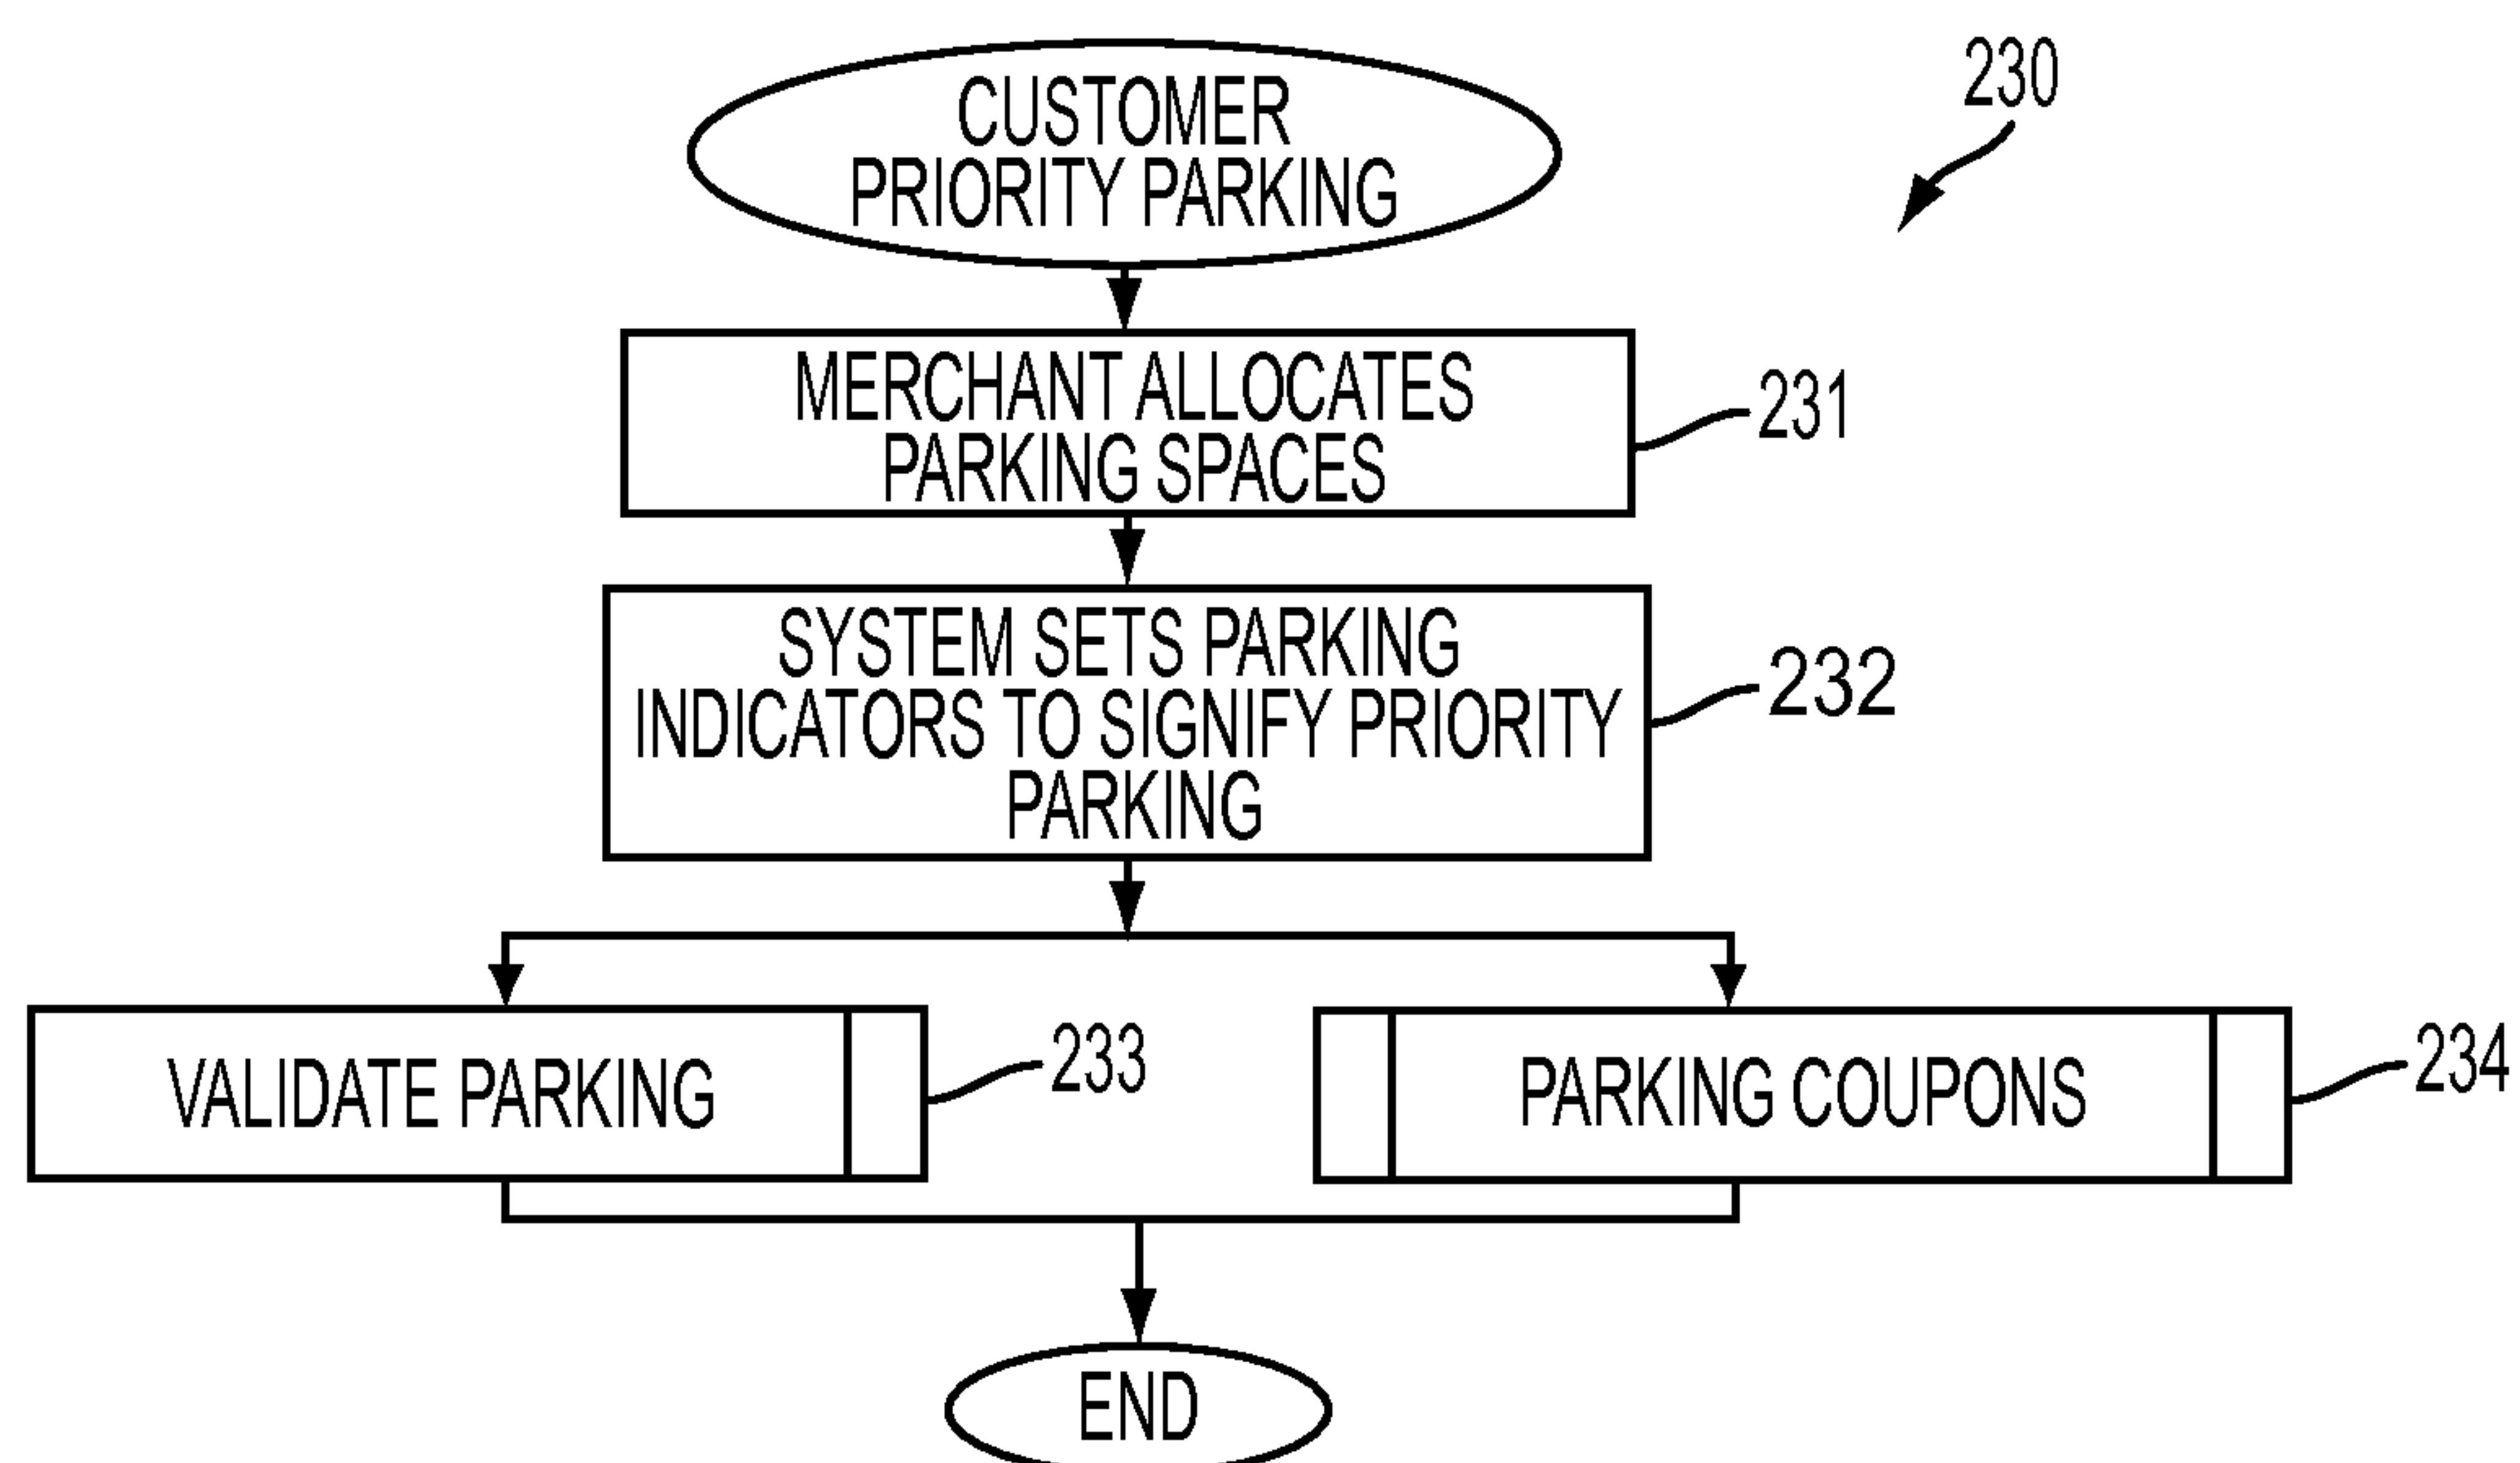 CUSTOMER
PRIORITY PARKING
230
MERCHANT ALLOCATES
PARKING SPACES
231
SYSTEM SETS PARKING
INDICATORS TO SIGNIFY PRIORITY
PARKING
232
VALIDATE PARKING
233
PARKING COUPONS
234
END